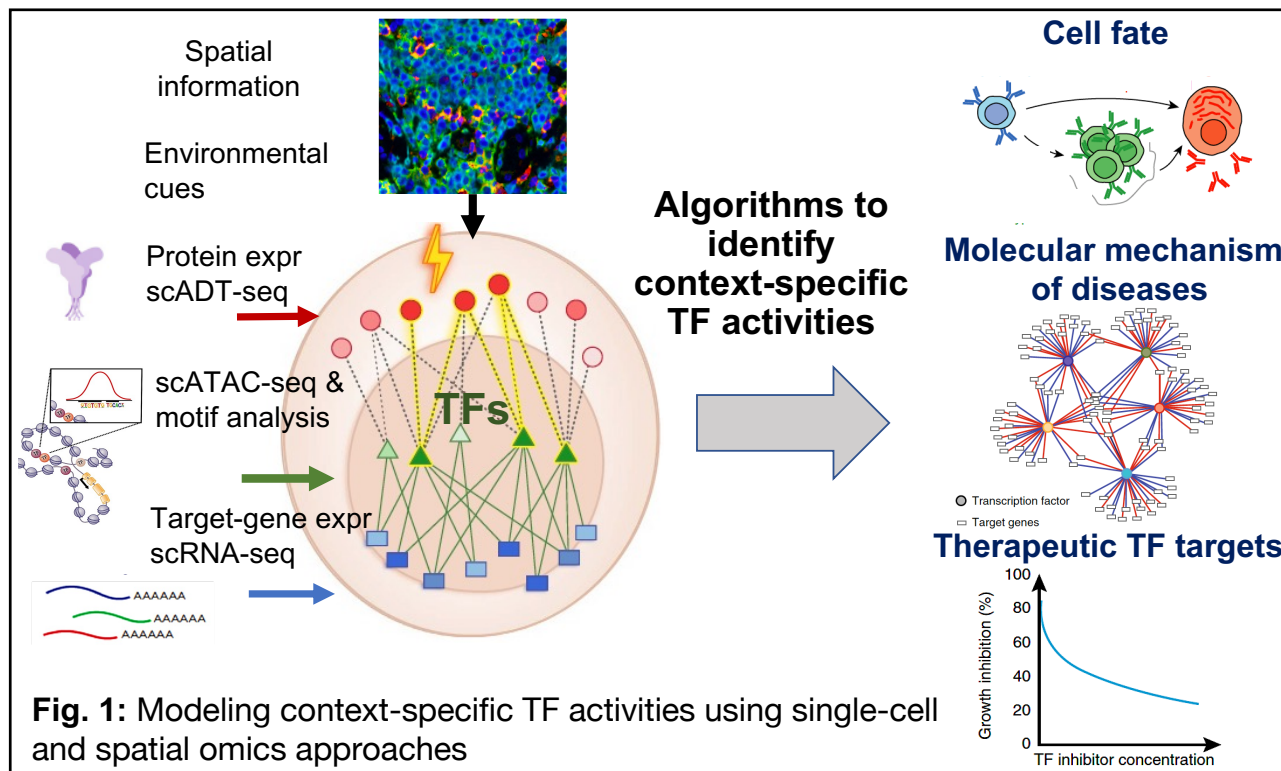 Spatial
information
Environmental
cues
Protein expr
scADT-seq
scATAC-seq &
motif analysis
TFs
Target-gene expr
scRNA-seq
AAAAAA
AAAAAA
AAAAAA
Algorithms to
identify
context-specific
TF activities
Cell fate
Molecular mechanism
of diseases
Transcription factor
Target genes
Therapeutic TF targets
Growth inhibition (%)
100
80
60
40
20
0
TF inhibitor concentration
Fig. 1: Modeling context-specific TF activities using single-cell
and spatial omics approaches